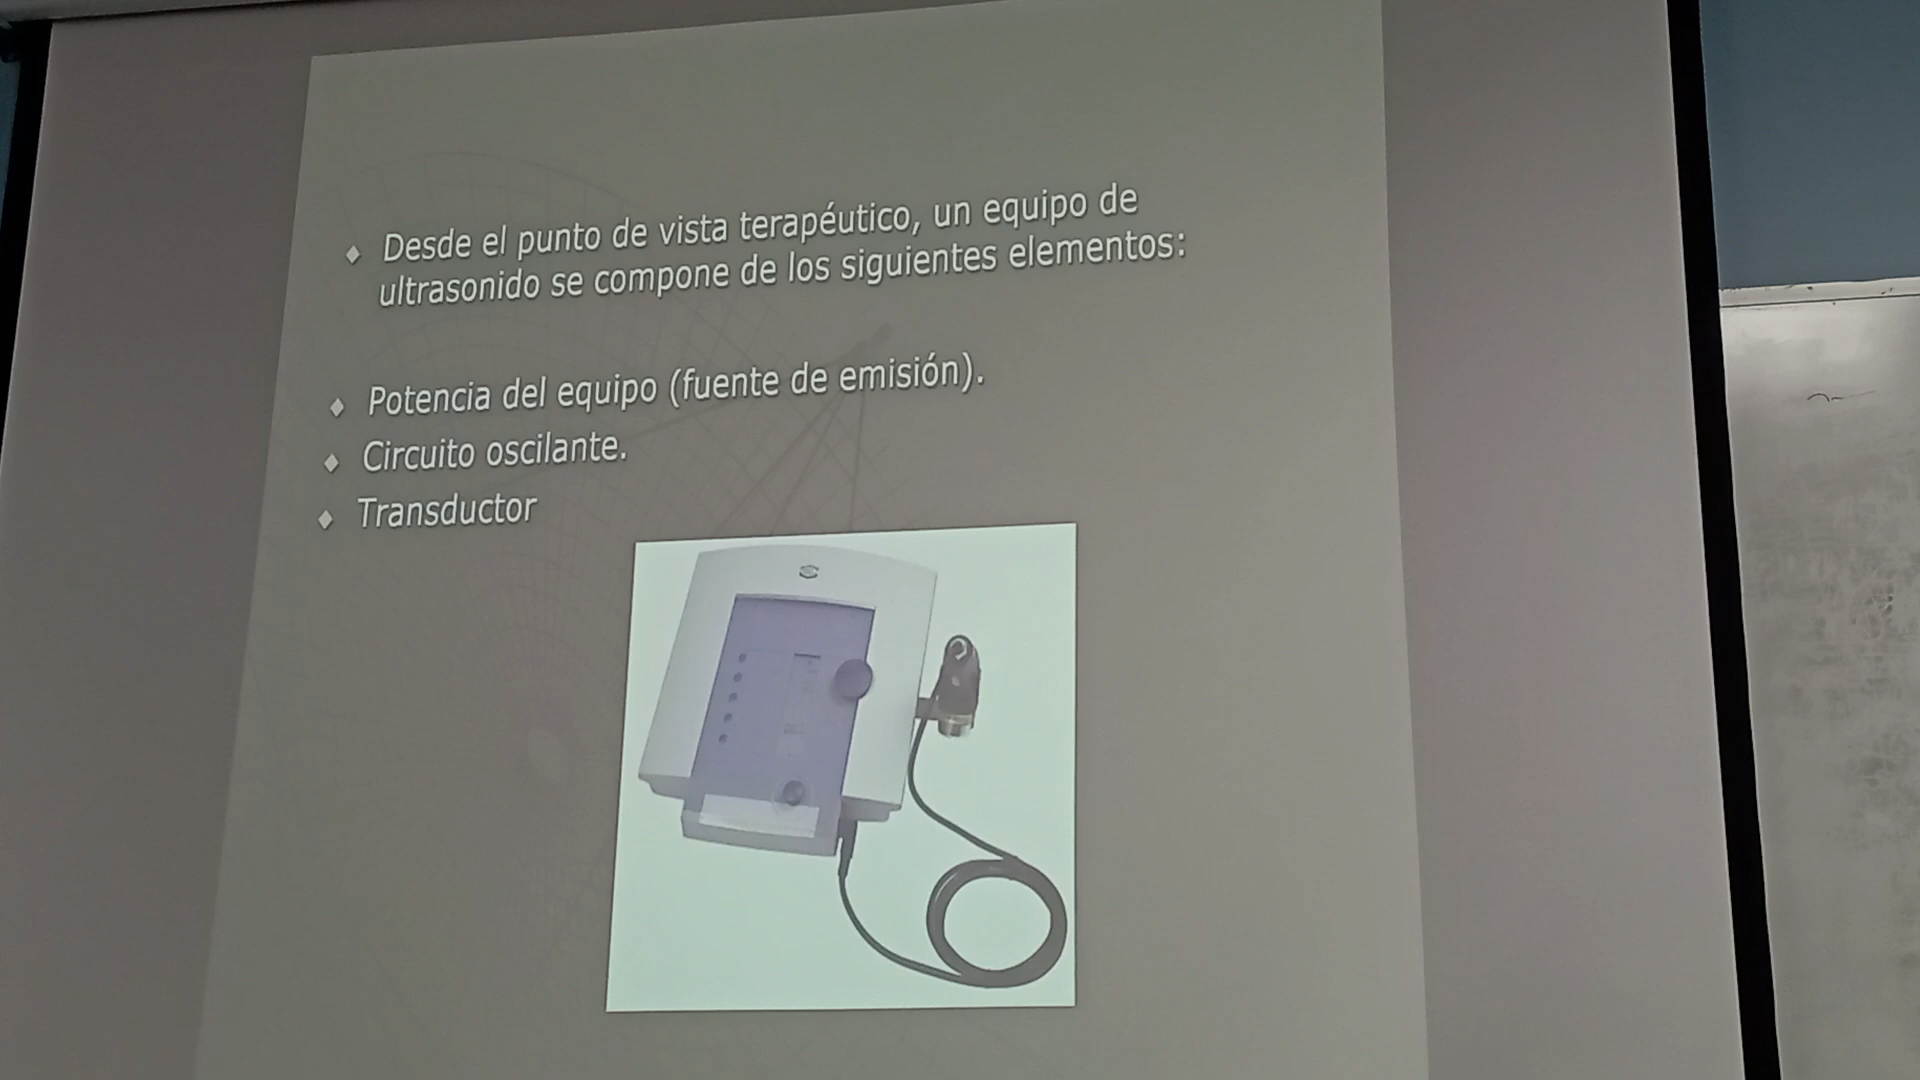 Desde el punto de vista terapéutico, un equipo de
ultrasonido se compone de los siguientes elementos:
Potencia del equipo (fuente de emisión).
Circuito oscilante.
Transductor